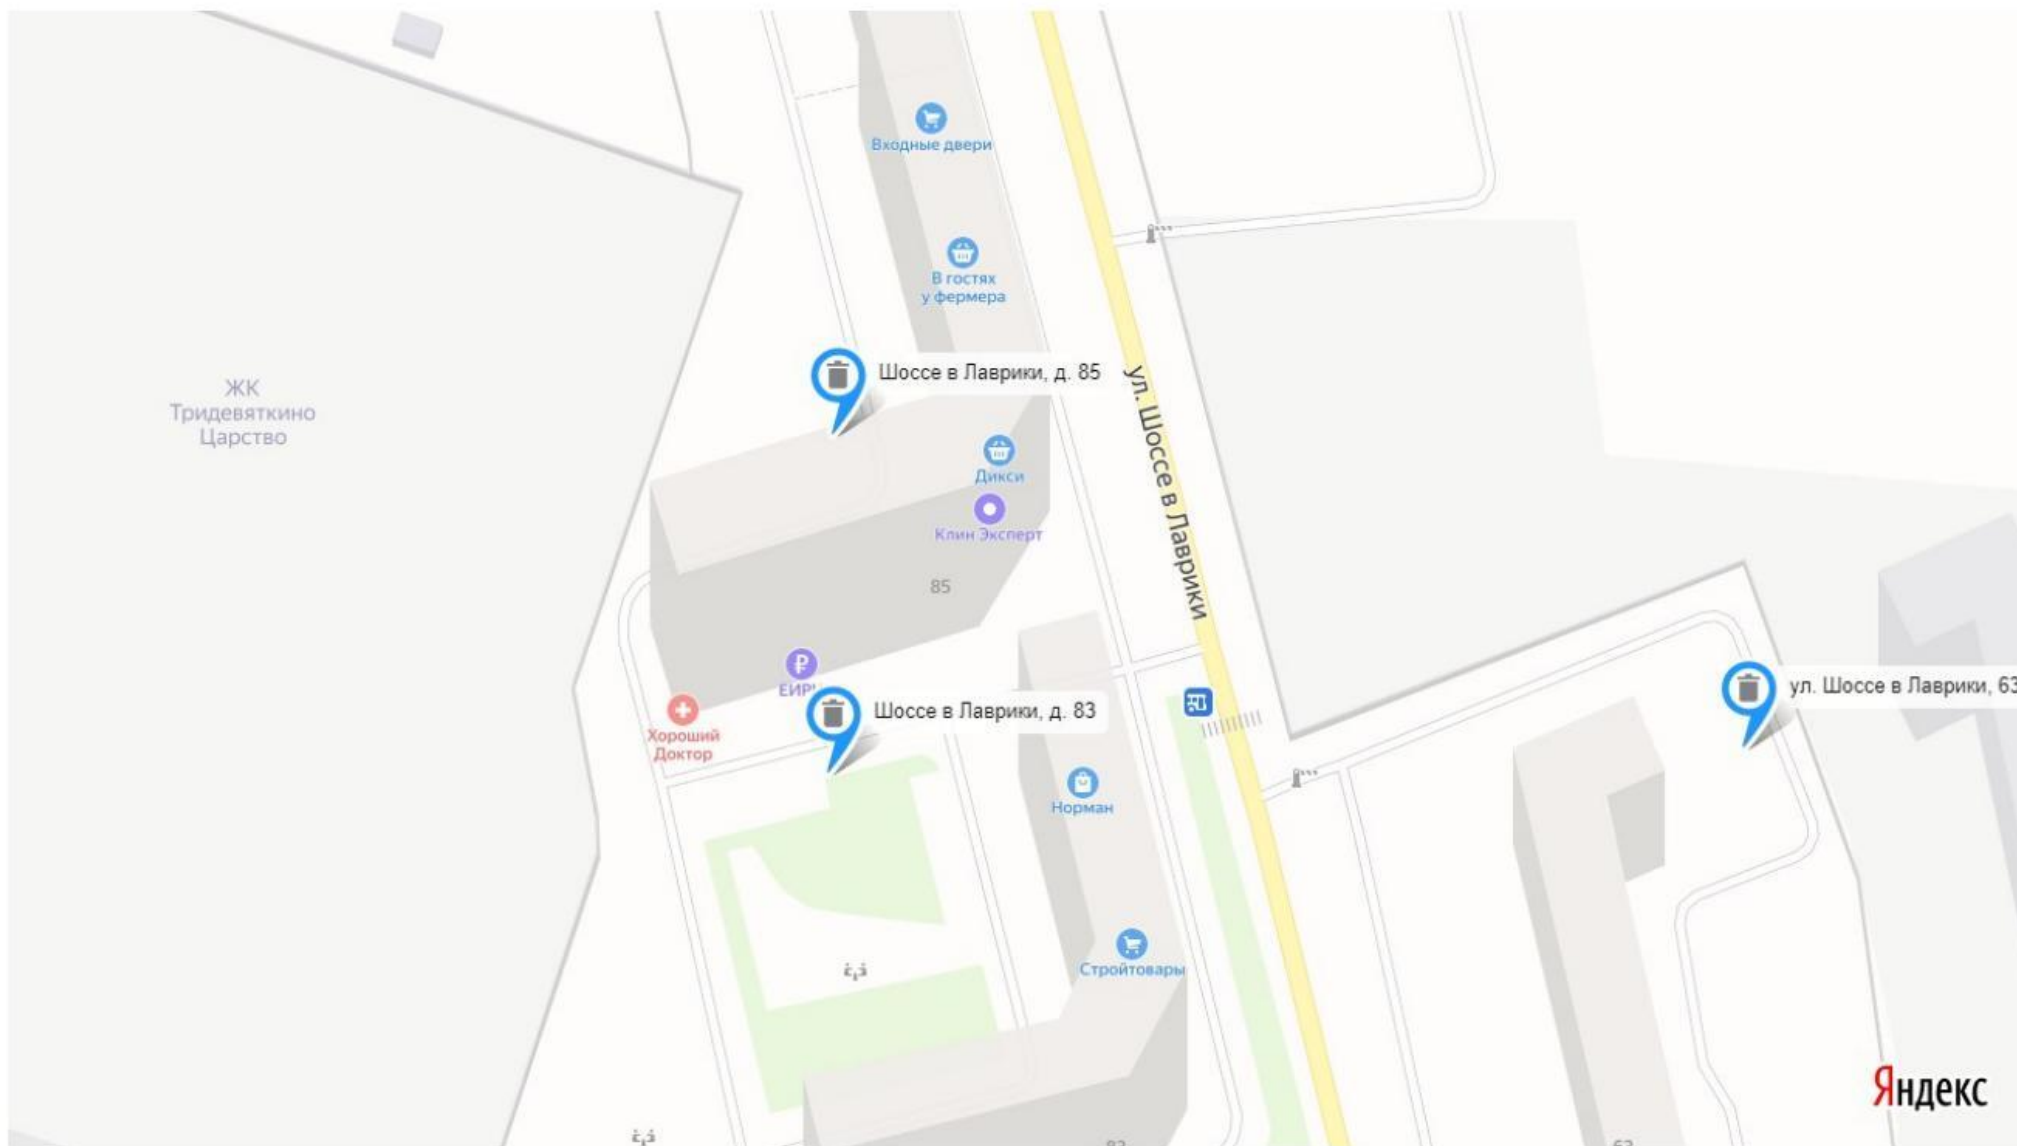 Входные двери
В гостях
у фермера
Шоссе в Лаврики, д. 85
ул. Шоссе в Лаврики
ЖК
Тридевяткино
Царство
Дикси
Клин Эксперт
85
Шоссе в Лаврики, д. 83
Хороший
Доктор
ул. Шоссе в Лаврики, 63
Норман
Стройтовары
Яндекс